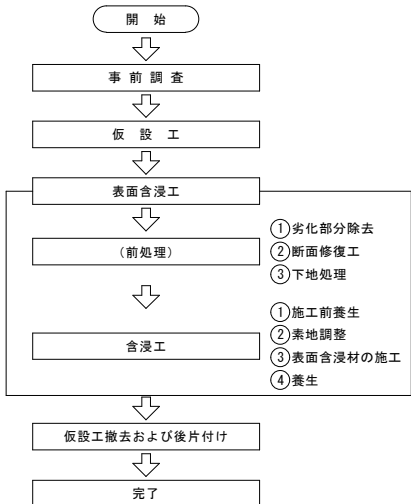 開 始
事 前 調 査
仮 設 工
表面含浸工
(前処理)
①劣化部分除去
②断面修復工
③下地処理
含浸工
①施工前養生
②素地調整
③表面含浸材の施工
④養生
仮設工撤去および後片付け
完了